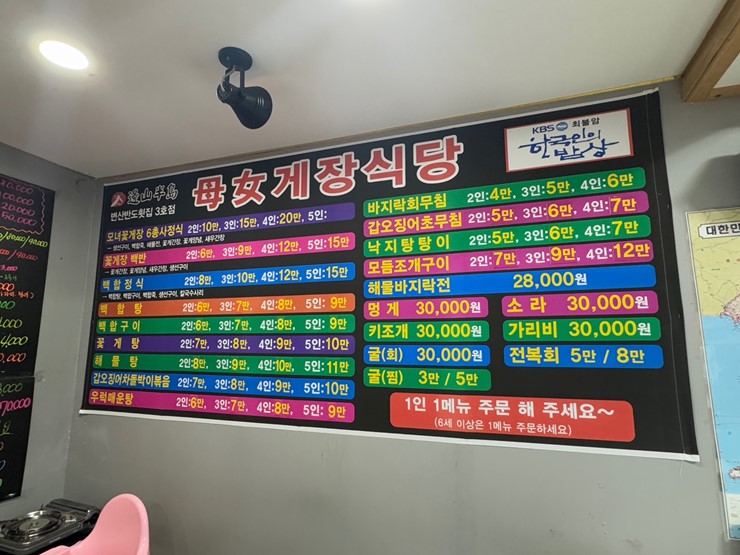 邊山半島
변산반도횟집 3호점
母女게장식당
KBS 최불암
한국인의
밥상
모녀꽃게장 6총사정식 2인:10만, 3인:15만, 4인:20만, 5인:
꽃게장 백반 2인:6만, 3인:9만, 4인:12만, 5인:15만
백합정식 2인:8만, 3인:10만, 4인:12만, 5인:15만
백합탕 2인:6만, 3인:7만, 4인:8만, 5인: 9만
백합구이 2인:6만, 3인:7만, 4인:8만, 5인: 9만
꽃게탕 2인:7만, 3인:8만, 4인:9만, 5인:10만
해물탕 2인:8만, 3인:9만, 4인:10만, 5인:11만
갑오징어차돌박이볶음 2인:7만, 3인:8만, 4인:9만, 5인:10만
우럭매운탕 2인:6만, 3인:7만, 4인:8만, 5인: 9만
바지락회무침 2인:4만, 3인:5만, 4인:6만
갑오징어초무침 2인:5만, 3인:6만, 4인:7만
낙지탕탕이 2인:5만, 3인:6만, 4인:7만
모듬조개구이 2인:7만, 3인:9만, 4인:12만
해물바지락전 28,000원
멍게 30,000원 소라 30,000원
키조개 30,000원 가리비 30,000원
굴(회) 30,000원 전복회 5만 / 8만
굴(찜) 3만 / 5만
1인 1메뉴 주문 해 주세요~
(6세 이상은 1메뉴 주문하세요)
대한민